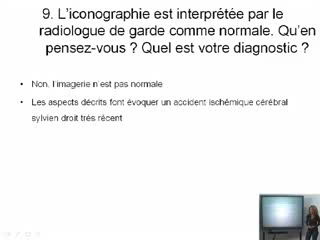 9. L’iconographie est interprétée par le
radiologue de garde comme normale. Qu’en
pensez-vous ? Quel est votre diagnostic ?
• Non, l’imagerie n’est pas normale
• Les aspects décrits font évoquer un accident ischémique cérébral
sylvien droit très récent